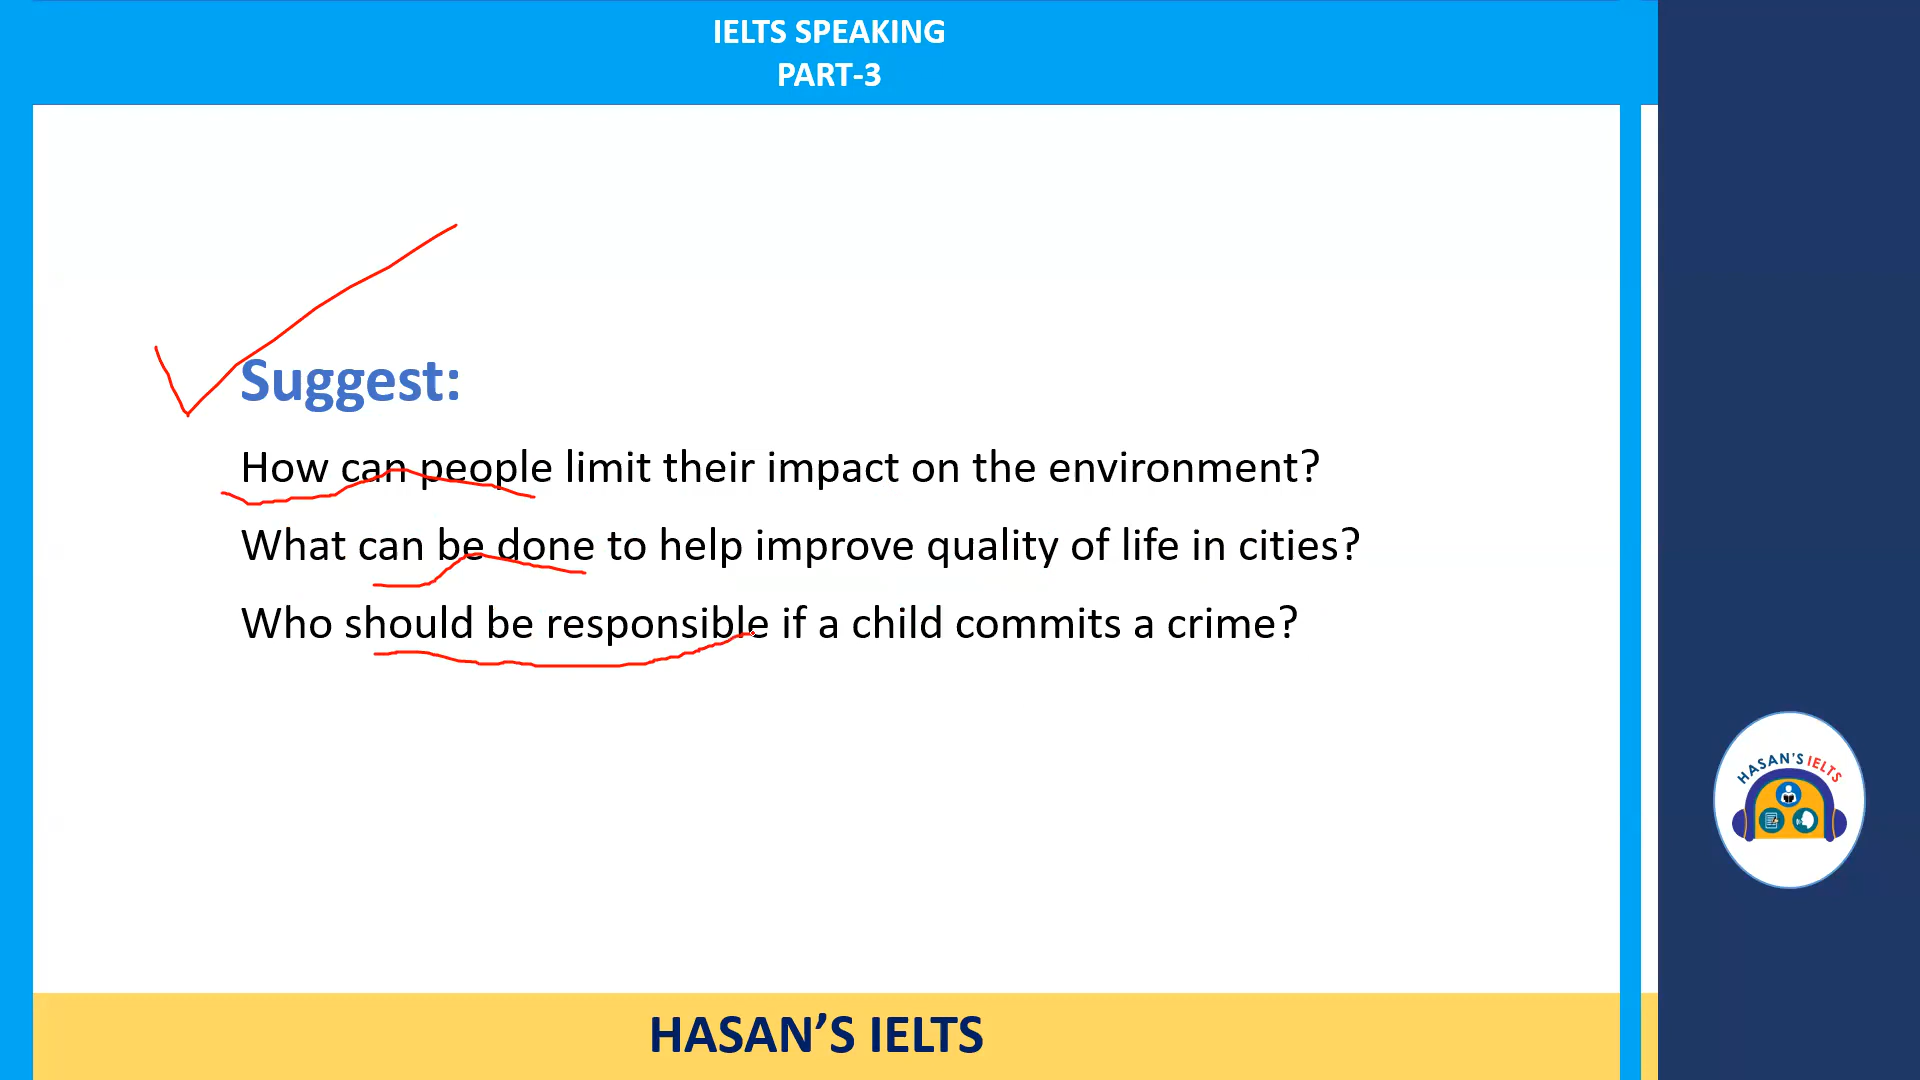 IELTS SPEAKING
PART-3
Suggest:
How can people limit their impact on the environment?
What can be done to help improve quality of life in cities?
Who should be responsible if a child commits a crime?
HASAN'S IELTS
HASAN’S IELTS